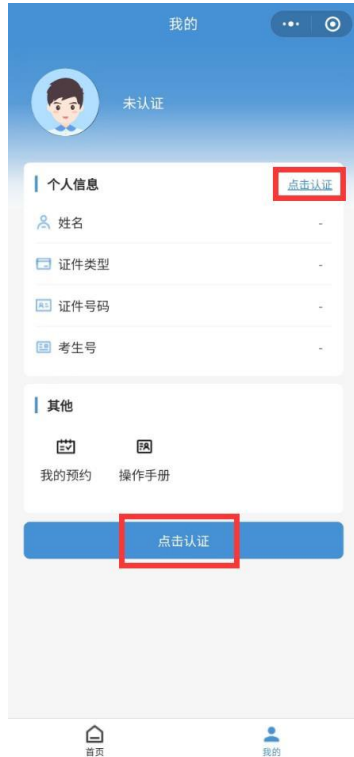 我的
未认证
个人信息 点击认证
姓名 -
证件类型 -
证件号码 -
考生号 -
其他
我的预约 操作手册
点击认证
首页 我的